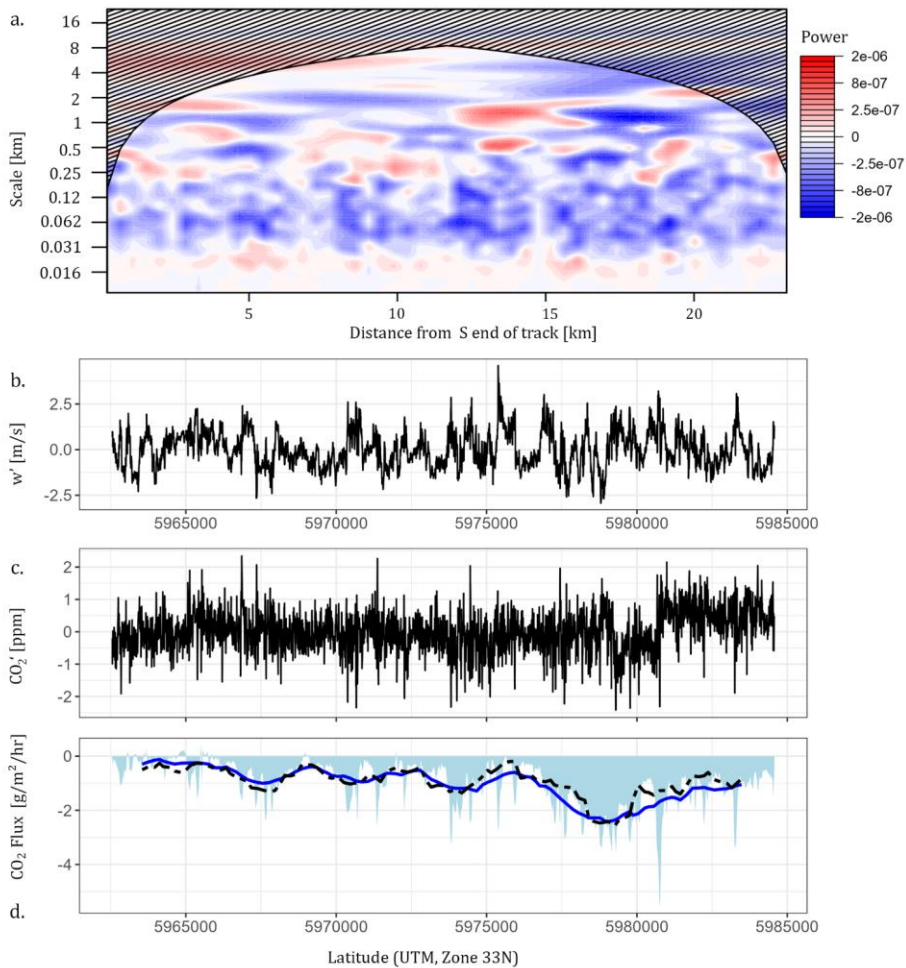 a.
Power
16
8
4
2
1
0.5
0.25
0.12
0.062
0.031
0.016
Scale [km]
2e-06
8e-07
2.5e-07
0
-2.5e-07
-8e-07
-2e-06
5
10
15
20
Distance from S end of track [km]
b.
w' [m/s]
2.5
0.0
-2.5
5965000
5970000
5975000
5980000
5985000
c.
CO₂' [ppm]
2
1
0
-1
-2
5965000
5970000
5975000
5980000
5985000
CO₂ Flux [g/m²/hr]
0
-2
-4
d.
5965000
5970000
5975000
5980000
5985000
Latitude (UTM, Zone 33N)